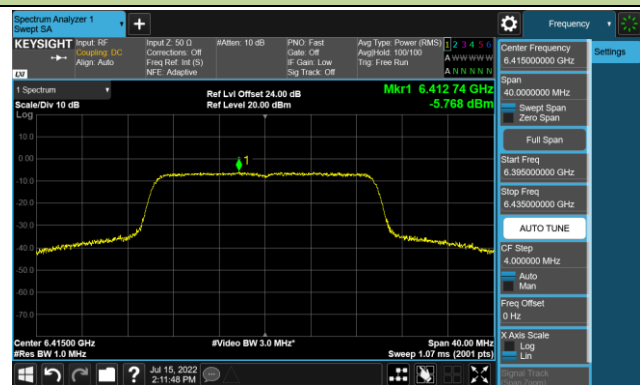 Spectrum Analyzer 1
Swept SA
Frequency
KEYSIGHT
Input: RF
Coupling: DC
Align: Auto
Input Z: 50 Ω
Corrections: Off
Freq Ref: Int (S)
NFE: Adaptive
#Atten: 10 dB
PNO: Fast
Gate: Off
IF Gain: Low
Sig Track: Off
Avg Type: Power (RMS)
Avg|Hold: 100/100
Trig: Free Run
1 2 3 4 5 6
A W W W W W
A N N N N N
LXI
Center Frequency
6.415000000 GHz
Settings
Span
40.0000000 MHz
Swept Span
Zero Span
Full Span
Start Freq
6.395000000 GHz
Stop Freq
6.435000000 GHz
AUTO TUNE
CF Step
4.000000 MHz
Auto
Man
Freq Offset
0 Hz
X Axis Scale
Log
Lin
Signal Track
(Span Zoom)
1 Spectrum
Scale/Div 10 dB
Log
Ref Lvl Offset 24.00 dB
Ref Level 20.00 dBm
Mkr1 6.412 74 GHz
-5.768 dBm
10.0
0.00
-10.0
-20.0
-30.0
-40.0
-50.0
-60.0
-70.0
1
Center 6.41500 GHz
#Res BW 1.0 MHz
#Video BW 3.0 MHz*
Span 40.00 MHz
Sweep 1.07 ms (2001 pts)
Jul 15, 2022
2:11:48 PM